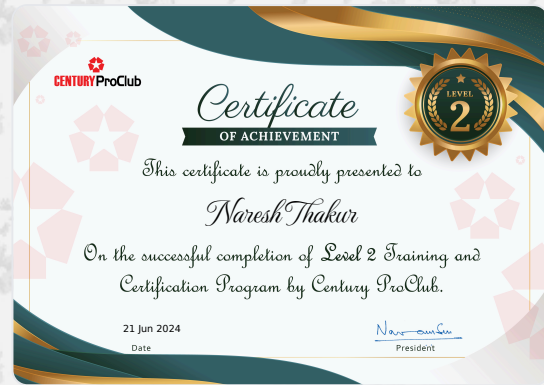 CENTURY ProClub
LEVEL
2
Certificate
OF ACHIEVEMENT
This certificate is proudly presented to
Naresh Thakur
On the successful completion of Level 2 Training and
Certification Program by Century ProClub.
21 Jun 2024
Date
President